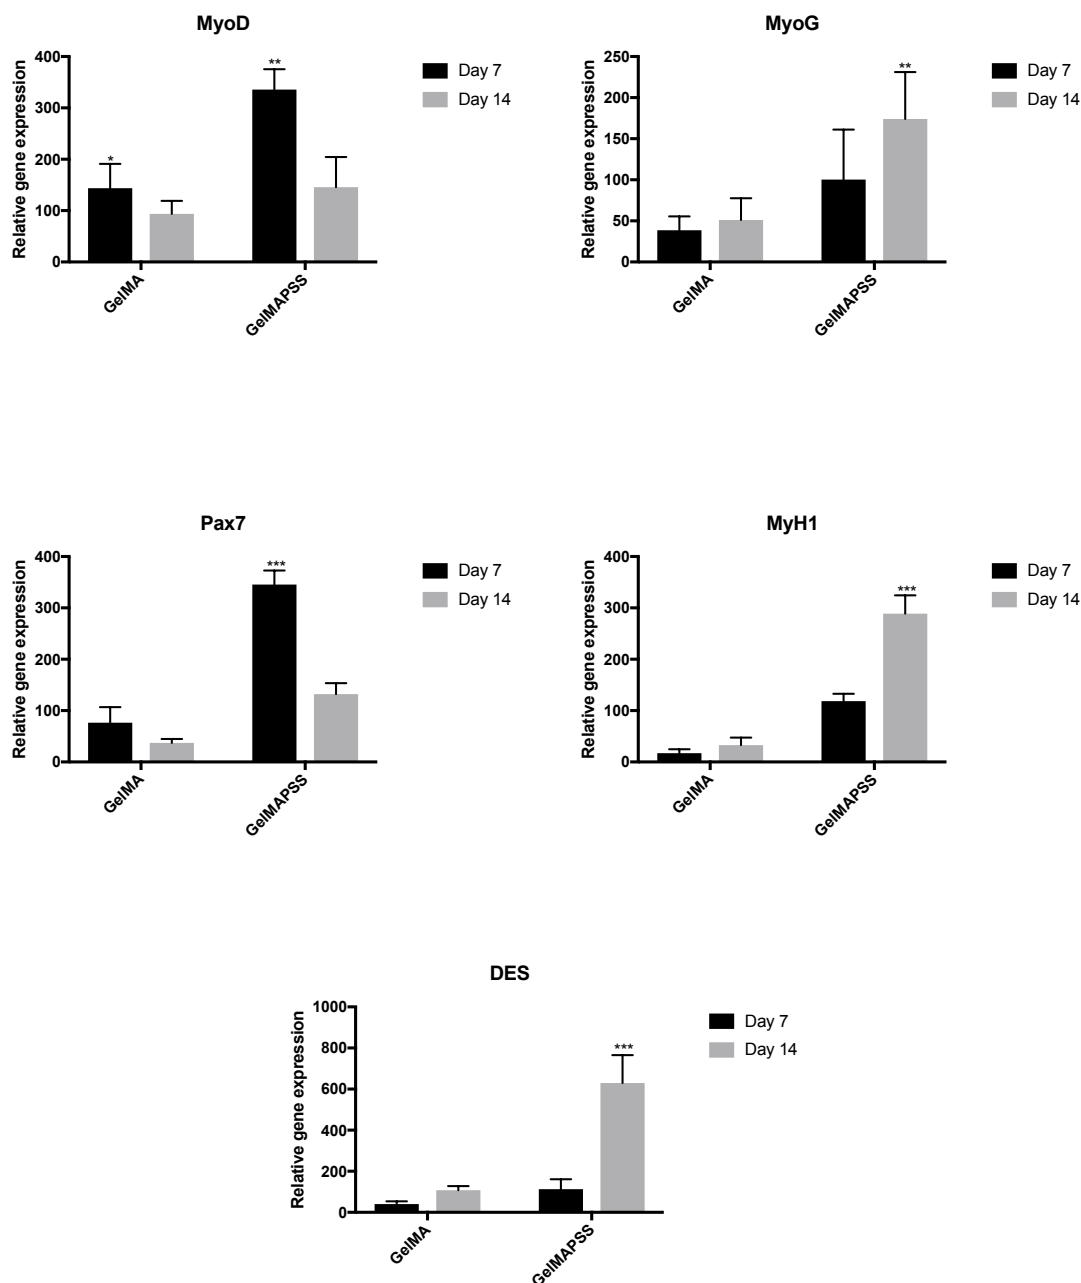 MyoD
Relative gene expression
400
300
200
100
0
*
**
GelMA
GelMAPSS
Day 7
Day 14
MyoG
Relative gene expression
250
200
150
100
50
0
**
GelMA
GelMAPSS
Day 7
Day 14
Pax7
Relative gene expression
400
300
200
100
0
***
GelMA
GelMAPSS
Day 7
Day 14
MyH1
Relative gene expression
400
300
200
100
0
***
GelMA
GelMAPSS
Day 7
Day 14
DES
Relative gene expression
1000
800
600
400
200
0
***
GelMA
GelMAPSS
Day 7
Day 14